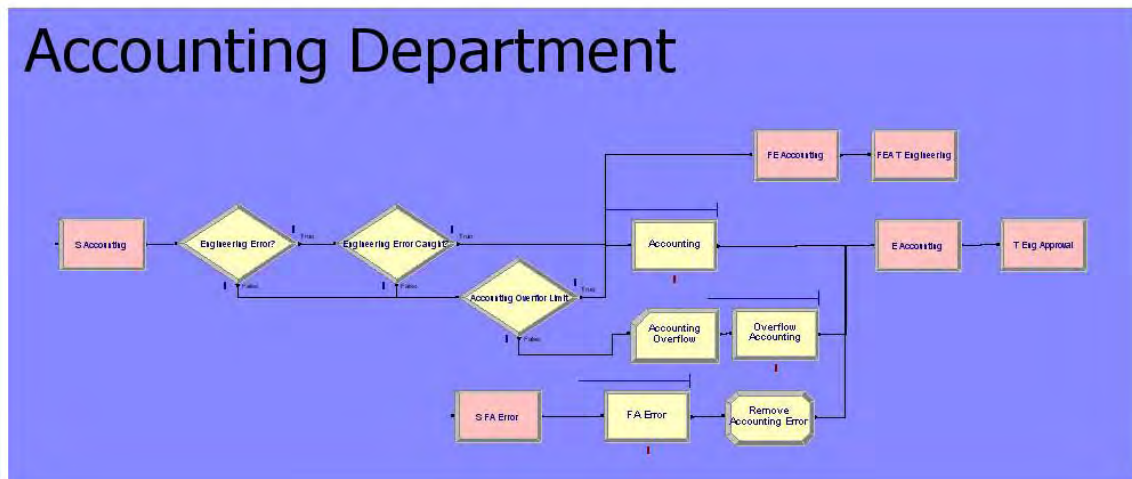 Accounting Department
FE Accounting
FEA T Engineering
S Accounting
Engineering Error?
True
False
Engineering Error Caught?
True
False
Accounting
E Accounting
T Eng Approval
Accounting Overflor Limit
True
False
Accounting
Overflow
Overflow
Accounting
S FA Error
FA Error
Remove
Accounting Error